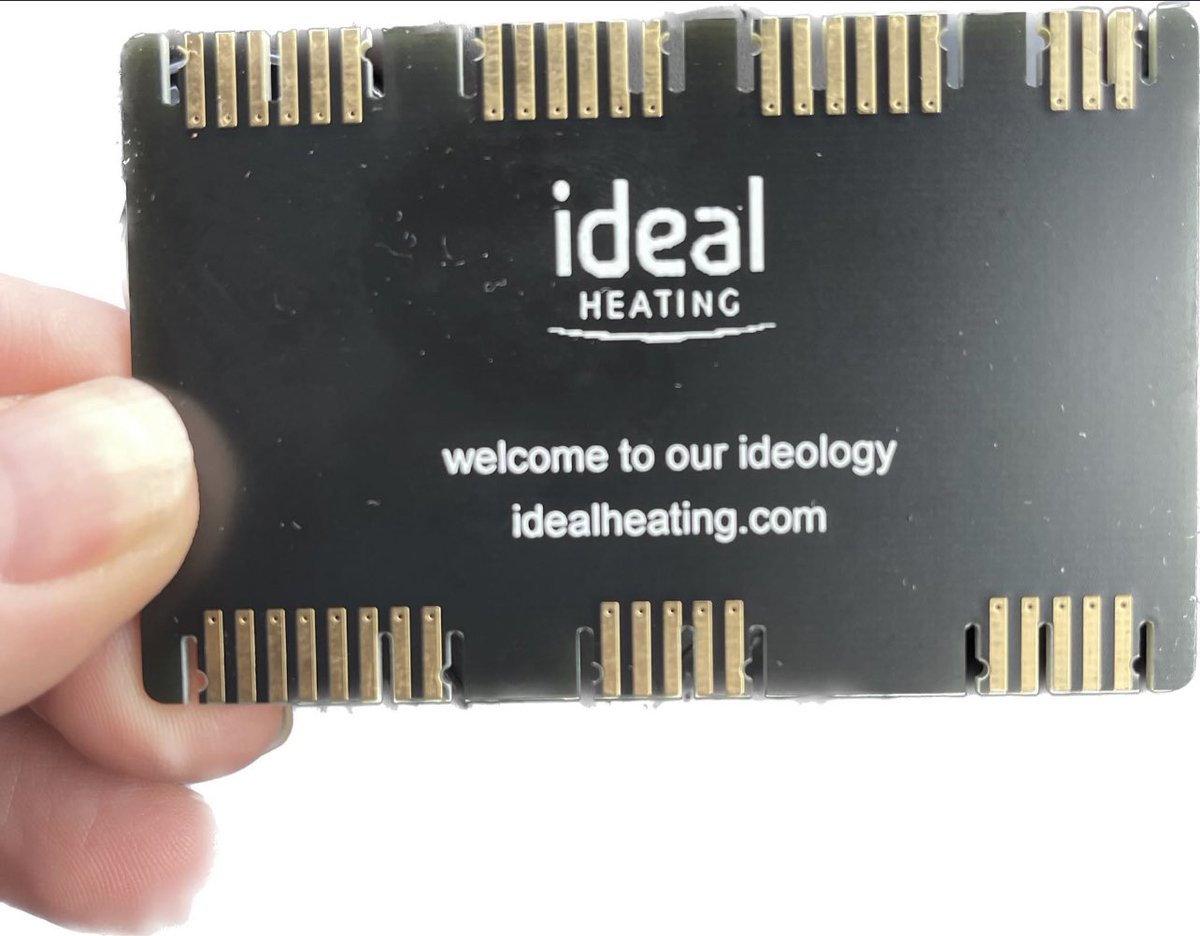 ideal
HEATING
welcome to our ideology
idealheating.com